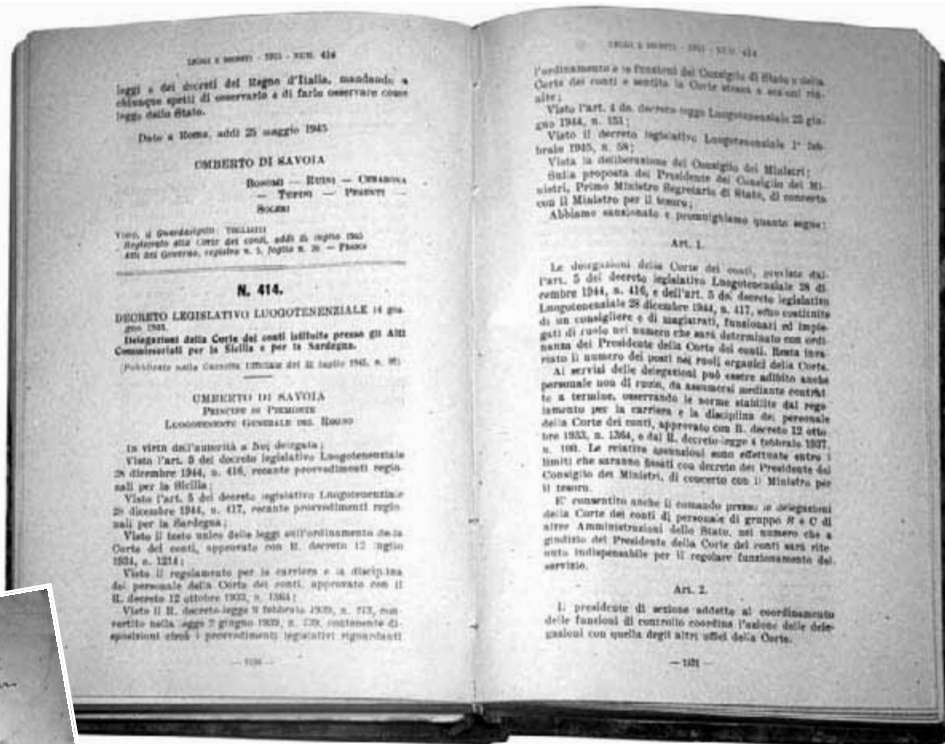 LEGGI E DECRETI - 1945 - NUM. 414
leggi e dei decreti del Regno d'Italia, mandando a
chiunque spetti di osservarlo e di farlo osservare come
legge dello Stato.
Dato a Roma, addì 25 maggio 1945
UMBERTO DI SAVOIA
BONOMI — RUINI — CERABONA
— TUPINI — PESENTI —
SOLERI
Visto, il Guardasigilli: TOGLIATTI
Registrato alla Corte dei conti, addì luglio 1945
Atti del Governo, registro n. 5, foglio n. — FRASCA
N. 414.
DECRETO LEGISLATIVO LUOGOTENENZIALE 14 giu-
gno 1945.
Delegazioni della Corte dei conti istituite presso gli Alti
Commissariati per la Sicilia e per la Sardegna.
(Pubblicato nella Gazzetta Ufficiale del luglio 1945, n. )
UMBERTO DI SAVOIA
PRINCIPE DI PIEMONTE
LUOGOTENENTE GENERALE DEL REGNO
In virtù dell'autorità a Noi delegata;
Visto l'art. 5 del decreto legislativo Luogotenenziale
28 dicembre 1944, n. 416, recante provvedimenti regio-
nali per la Sicilia;
Visto l'art. 5 del decreto legislativo Luogotenenziale
28 dicembre 1944, n. 417, recante provvedimenti regio-
nali per la Sardegna;
Visto il testo unico delle leggi sull'ordinamento della
Corte dei conti, approvato con R. decreto 12 luglio
1934, n. 1214;
Visto il regolamento per la carriera e la disciplina
del personale della Corte dei conti, approvato con il
R. decreto 12 ottobre 1933, n. 1364;
Visto il R. decreto-legge 9 febbraio 1939, n. 273, con-
vertito nella legge 2 giugno 1939, n. 739, contenente di-
sposizioni circa i provvedimenti legislativi riguardanti
LEGGI E DECRETI - 1945 - NUM. 414
l'ordinamento e le funzioni del Consiglio di Stato e della
Corte dei conti e sentita la Corte stessa a sezioni riu-
nite;
Visto l'art. 4 del decreto-legge Luogotenenziale 25 giu-
gno 1944, n. 151;
Visto il decreto legislativo Luogotenenziale 1° feb-
braio 1945, n. 58;
Vista la deliberazione del Consiglio dei Ministri;
Sulla proposta del Presidente del Consiglio dei Mi-
nistri, Primo Ministro Segretario di Stato, di concerto
con il Ministro per il tesoro;
Abbiamo sanzionato e promulghiamo quanto segue:
Art. 1.
Le delegazioni della Corte dei conti, previste dal-
l'art. 5 del decreto legislativo Luogotenenziale 28 di-
cembre 1944, n. 416, e dell'art. 5 del decreto legislativo
Luogotenenziale 28 dicembre 1944, n. 417, sono costituite
di un consigliere e di magistrati, funzionari ed impie-
gati di ruolo nel numero che sarà determinato con ordi-
nanza del Presidente della Corte dei conti. Resta inva-
riato il numero dei posti nei ruoli organici della Corte.
Ai servizi delle delegazioni può essere adibito anche
personale non di ruolo, da assumersi mediante contrat-
to a termine, osservando le norme stabilite dal rego-
lamento per la carriera e la disciplina del personale
della Corte dei conti, approvato con R. decreto 12 otto-
bre 1933, n. 1364, e dal R. decreto-legge 4 febbraio 1937,
n. 100. Le relative assunzioni sono effettuate entro i
limiti che saranno fissati con decreto del Presidente del
Consiglio dei Ministri, di concerto con il Ministro per
il tesoro.
E' consentito anche il comando presso le delegazioni
della Corte dei conti di personale di gruppo B e C di
altre Amministrazioni dello Stato, nel numero che a
giudizio del Presidente della Corte dei conti sarà rite-
nuto indispensabile per il regolare funzionamento del
servizio.
Art. 2.
Il presidente di sezione addetto al coordinamento
delle funzioni di controllo coordina l'azione delle dele-
gazioni con quella degli altri uffici della Corte.
— 1531 —